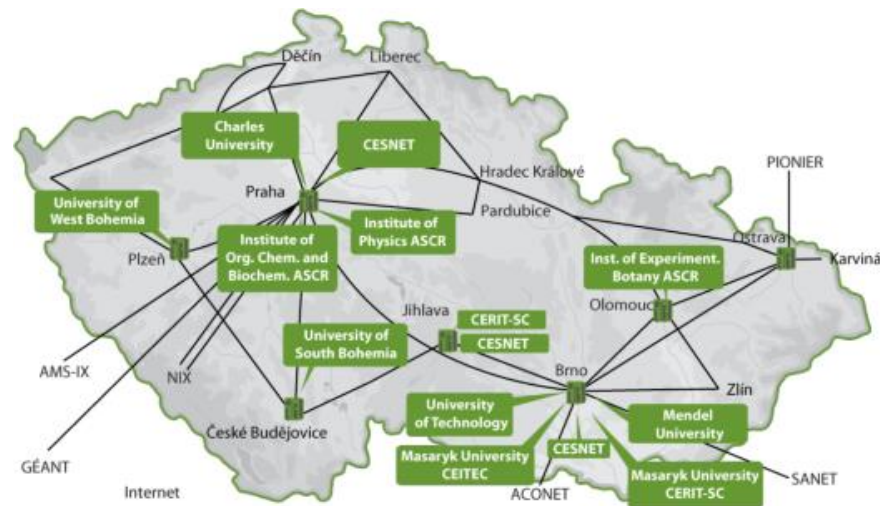 Děčín
Liberec
Charles
University
CESNET
Hradec Králové
PIONIER
Praha
University of
West Bohemia
Pardubice
Institute of
Physics ASCR
Ostrava
Plzeň
Institute of
Org. Chem. and
Biochem. ASCR
Inst. of Experiment.
Botany ASCR
Karviná
Olomouc
Jihlava
CERIT-SC
CESNET
University of
South Bohemia
AMS-IX
NIX
Brno
Zlín
University
of Technology
Mendel
University
České Budějovice
CESNET
Masaryk University
CEITEC
Masaryk University
CERIT-SC
GÉANT
SANET
Internet
ACONET